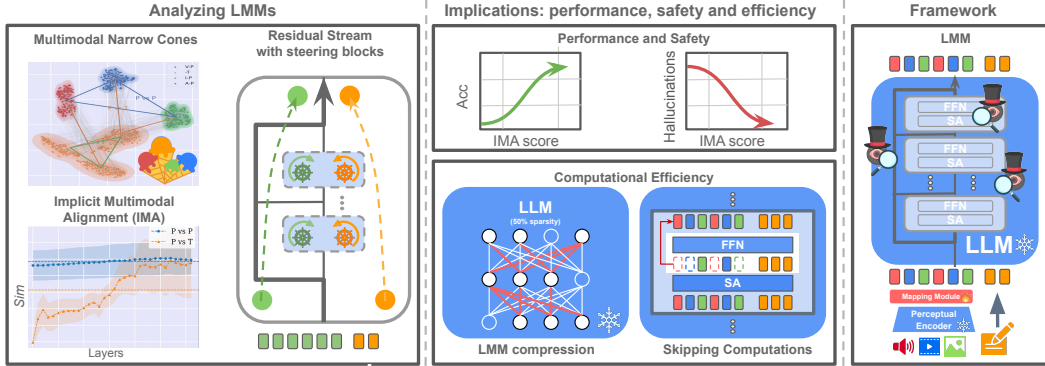 Analyzing LMMs
Multimodal Narrow Cones
V-P
-T
I-P
A-P
P vs P
Implicit Multimodal
Alignment (IMA)
P vs P
P vs T
Sim
Layers
Residual Stream
with steering blocks
Implications: performance, safety and efficiency
Performance and Safety
Acc
IMA score
Hallucinations
IMA score
Computational Efficiency
LLM
(50% sparsity)
LMM compression
FFN
SA
Skipping Computations
Framework
LMM
FFN
SA
FFN
SA
LLM
Mapping Module
Perceptual
Encoder